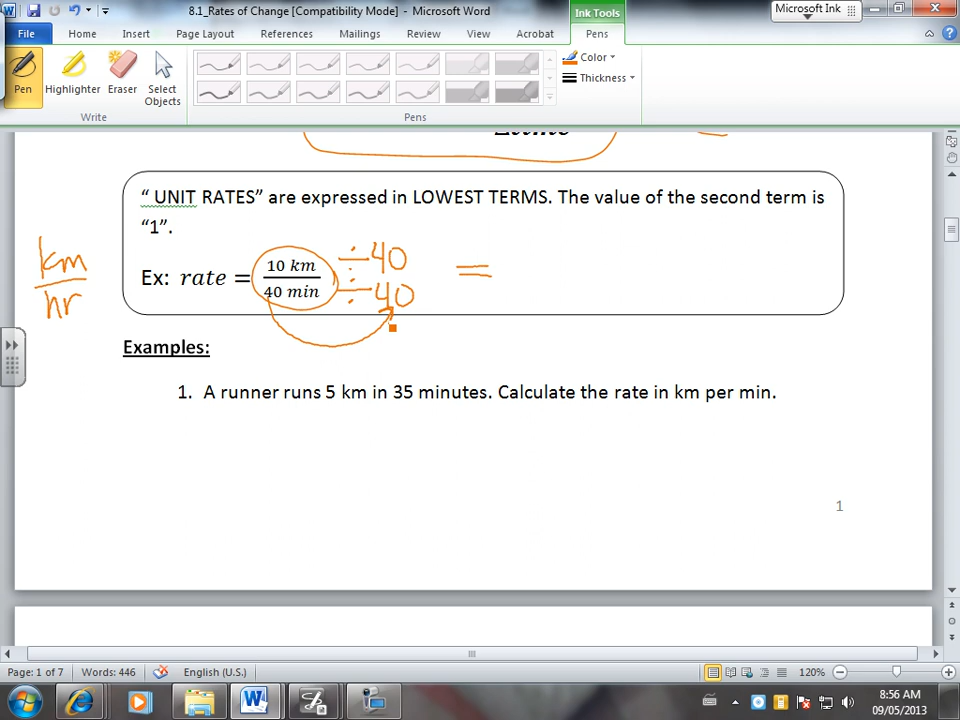 8.1_Rates of Change [Compatibility Mode] - Microsoft Word
Ink Tools
Microsoft Ink
File Home Insert Page Layout References Mailings Review View Acrobat Pens
Color
Thickness
Pen Highlighter Eraser Select Objects
Write Pens
“ UNIT RATES” are expressed in LOWEST TERMS. The value of the second term is
“1”.
km
hr
Ex: rate = 10 km / 40 min ÷40 ÷40 =
Examples:
1. A runner runs 5 km in 35 minutes. Calculate the rate in km per min.
1
Page: 1 of 7 Words: 446 English (U.S.) 120%
8:56 AM
09/05/2013